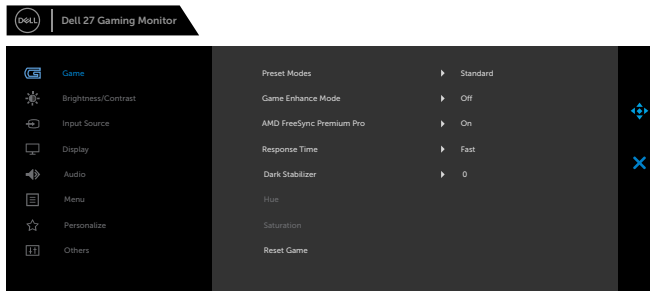 DELL
Dell 27 Gaming Monitor
Game
Preset Modes Standard
Brightness/Contrast
Game Enhance Mode Off
Input Source
AMD FreeSync Premium Pro On
Display
Response Time Fast
Audio
Dark Stabilizer 0
Menu
Hue
Personalize
Saturation
Others
Reset Game